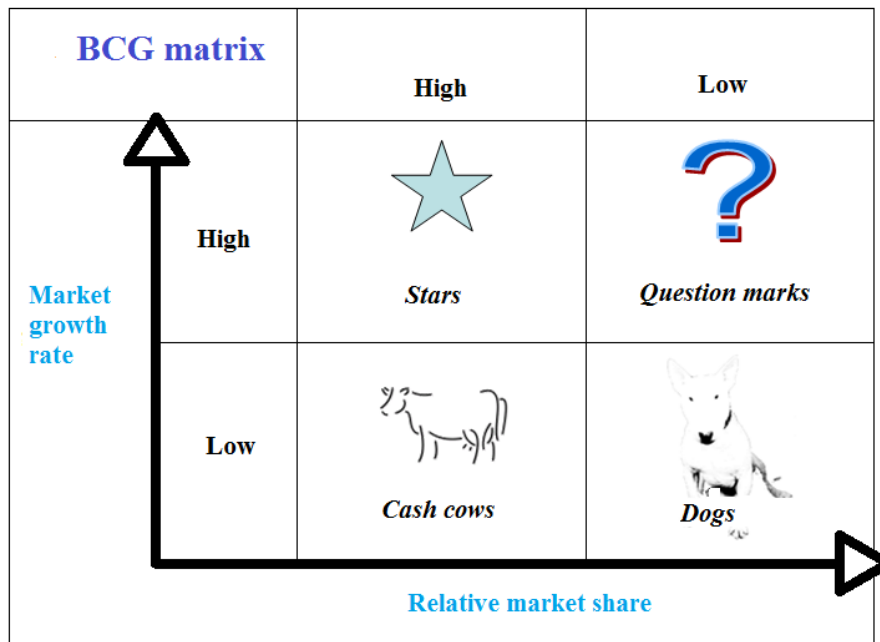 BCG matrix
High
Low
High
Stars
Question marks
Market
growth
rate
Low
Cash cows
Dogs
Relative market share